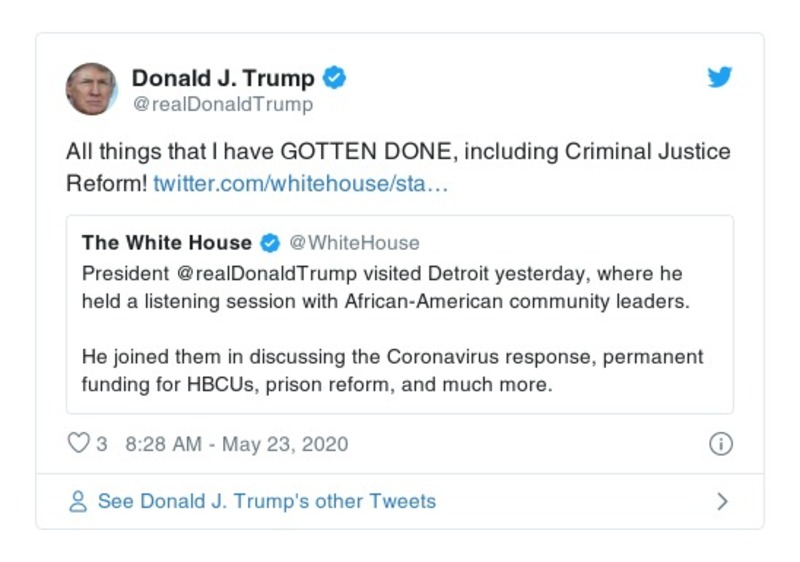 Donald J. Trump
@realDonaldTrump
All things that I have GOTTEN DONE, including Criminal Justice
Reform! twitter.com/whitehouse/sta…
The White House @WhiteHouse
President @realDonaldTrump visited Detroit yesterday, where he
held a listening session with African-American community leaders.
He joined them in discussing the Coronavirus response, permanent
funding for HBCUs, prison reform, and much more.
3 8:28 AM - May 23, 2020
See Donald J. Trump's other Tweets